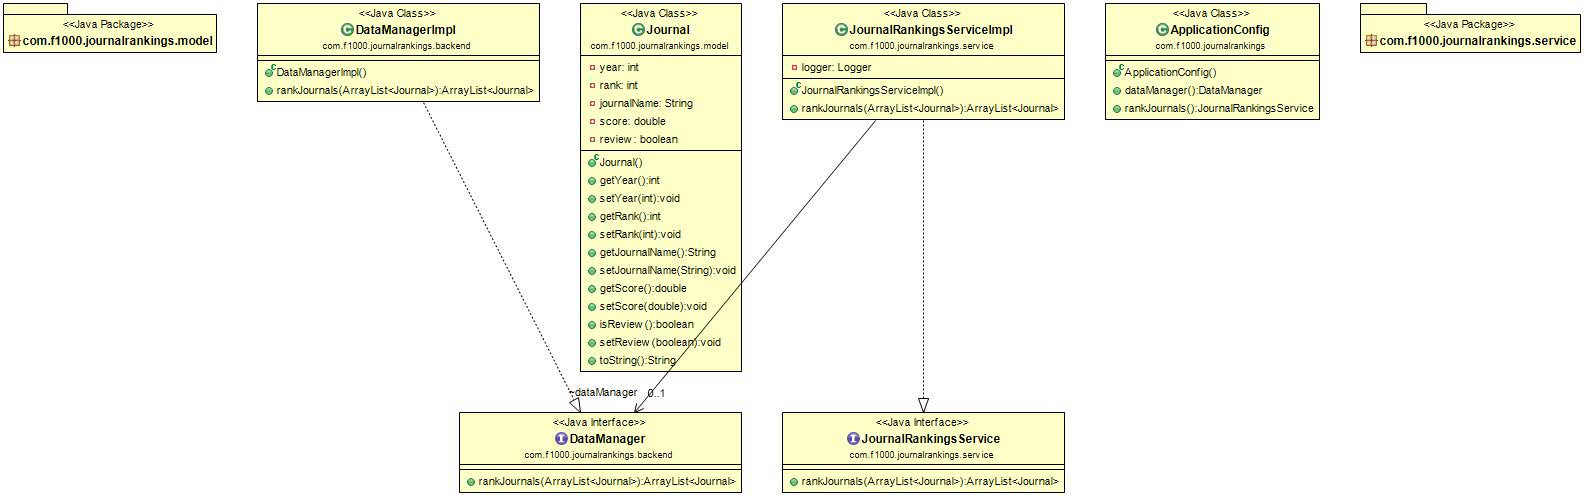 <<Java Package>>
com.f1000.journalrankings.model
<<Java Class>>
DataManagerImpl
com.f1000.journalrankings.backend
DataManagerImpl()
rankJournals(ArrayList<Journal>):ArrayList<Journal>
<<Java Class>>
Journal
com.f1000.journalrankings.model
year: int
rank: int
journalName: String
score: double
review: boolean
Journal()
getYear():int
setYear(int):void
getRank():int
setRank(int):void
getJournalName():String
setJournalName(String):void
getScore():double
setScore(double):void
isReview():boolean
setReview(boolean):void
toString():String
<<Java Class>>
JournalRankingsServiceImpl
com.f1000.journalrankings.service
logger: Logger
JournalRankingsServiceImpl()
rankJournals(ArrayList<Journal>):ArrayList<Journal>
<<Java Class>>
ApplicationConfig
com.f1000.journalrankings
ApplicationConfig()
dataManager():DataManager
rankJournals():JournalRankingsService
<<Java Package>>
com.f1000.journalrankings.service
~dataManager 0..1
<<Java Interface>>
DataManager
com.f1000.journalrankings.backend
rankJournals(ArrayList<Journal>):ArrayList<Journal>
<<Java Interface>>
JournalRankingsService
com.f1000.journalrankings.service
rankJournals(ArrayList<Journal>):ArrayList<Journal>